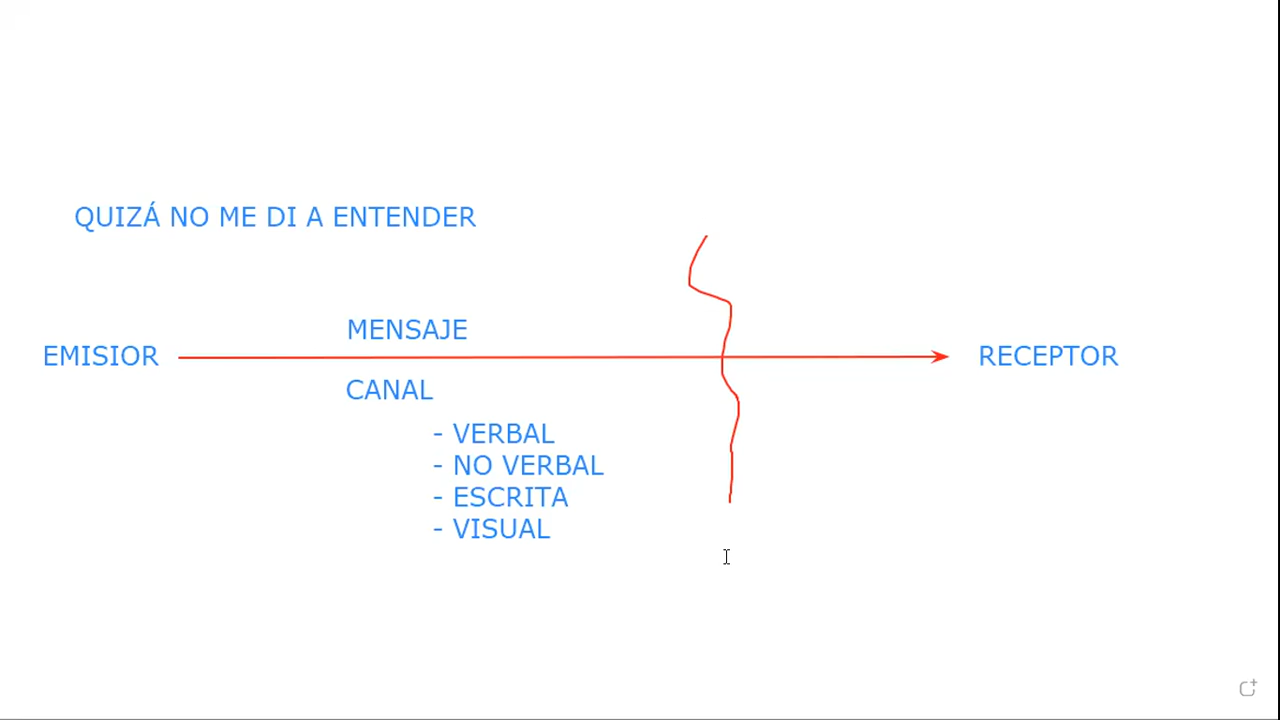 QUIZÁ NO ME DI A ENTENDER
MENSAJE
EMISIOR
RECEPTOR
CANAL
- VERBAL
- NO VERBAL
- ESCRITA
- VISUAL